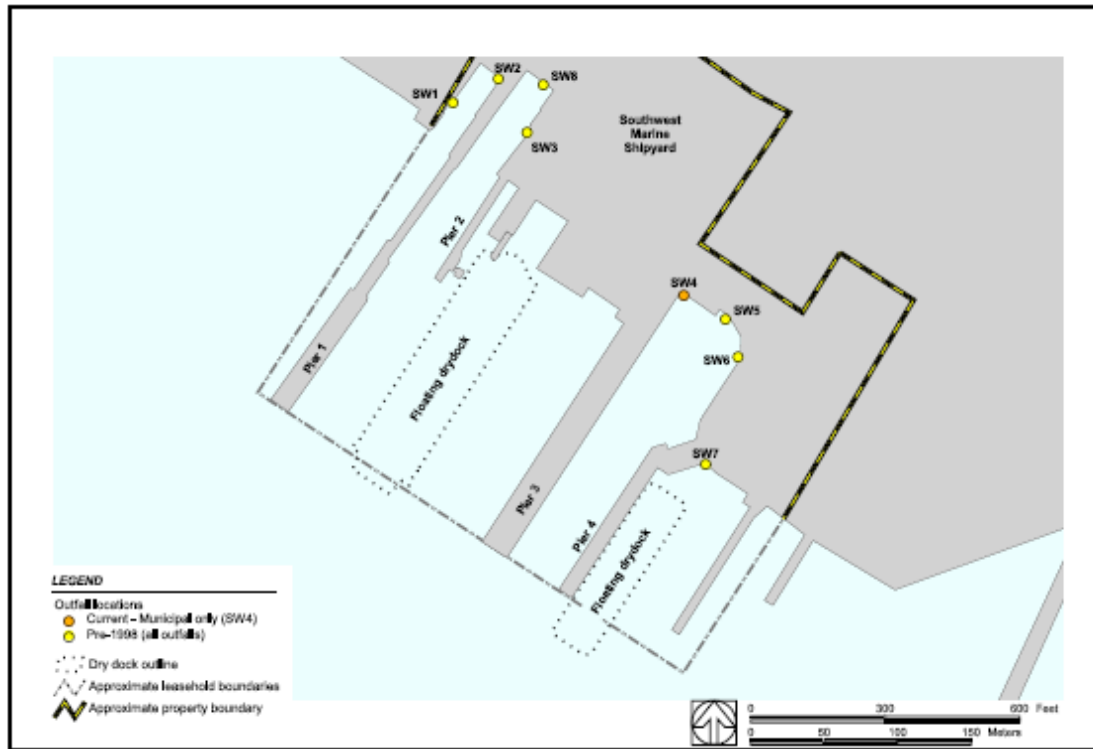 SW2
SW8
SW1
SW3
Southwest
Marine
Shipyard
Pier 2
SW4
SW5
SW6
Pier 1
Floating drydock
SW7
Pier 3
Pier 4
Floating drydock
LEGEND
Outfall locations
Current – Municipal only (SW4)
Pre-1998 (all outfalls)
Dry dock outline
Approximate leasehold boundaries
Approximate property boundary
0 300 600 Feet
0 50 100 150 Meters